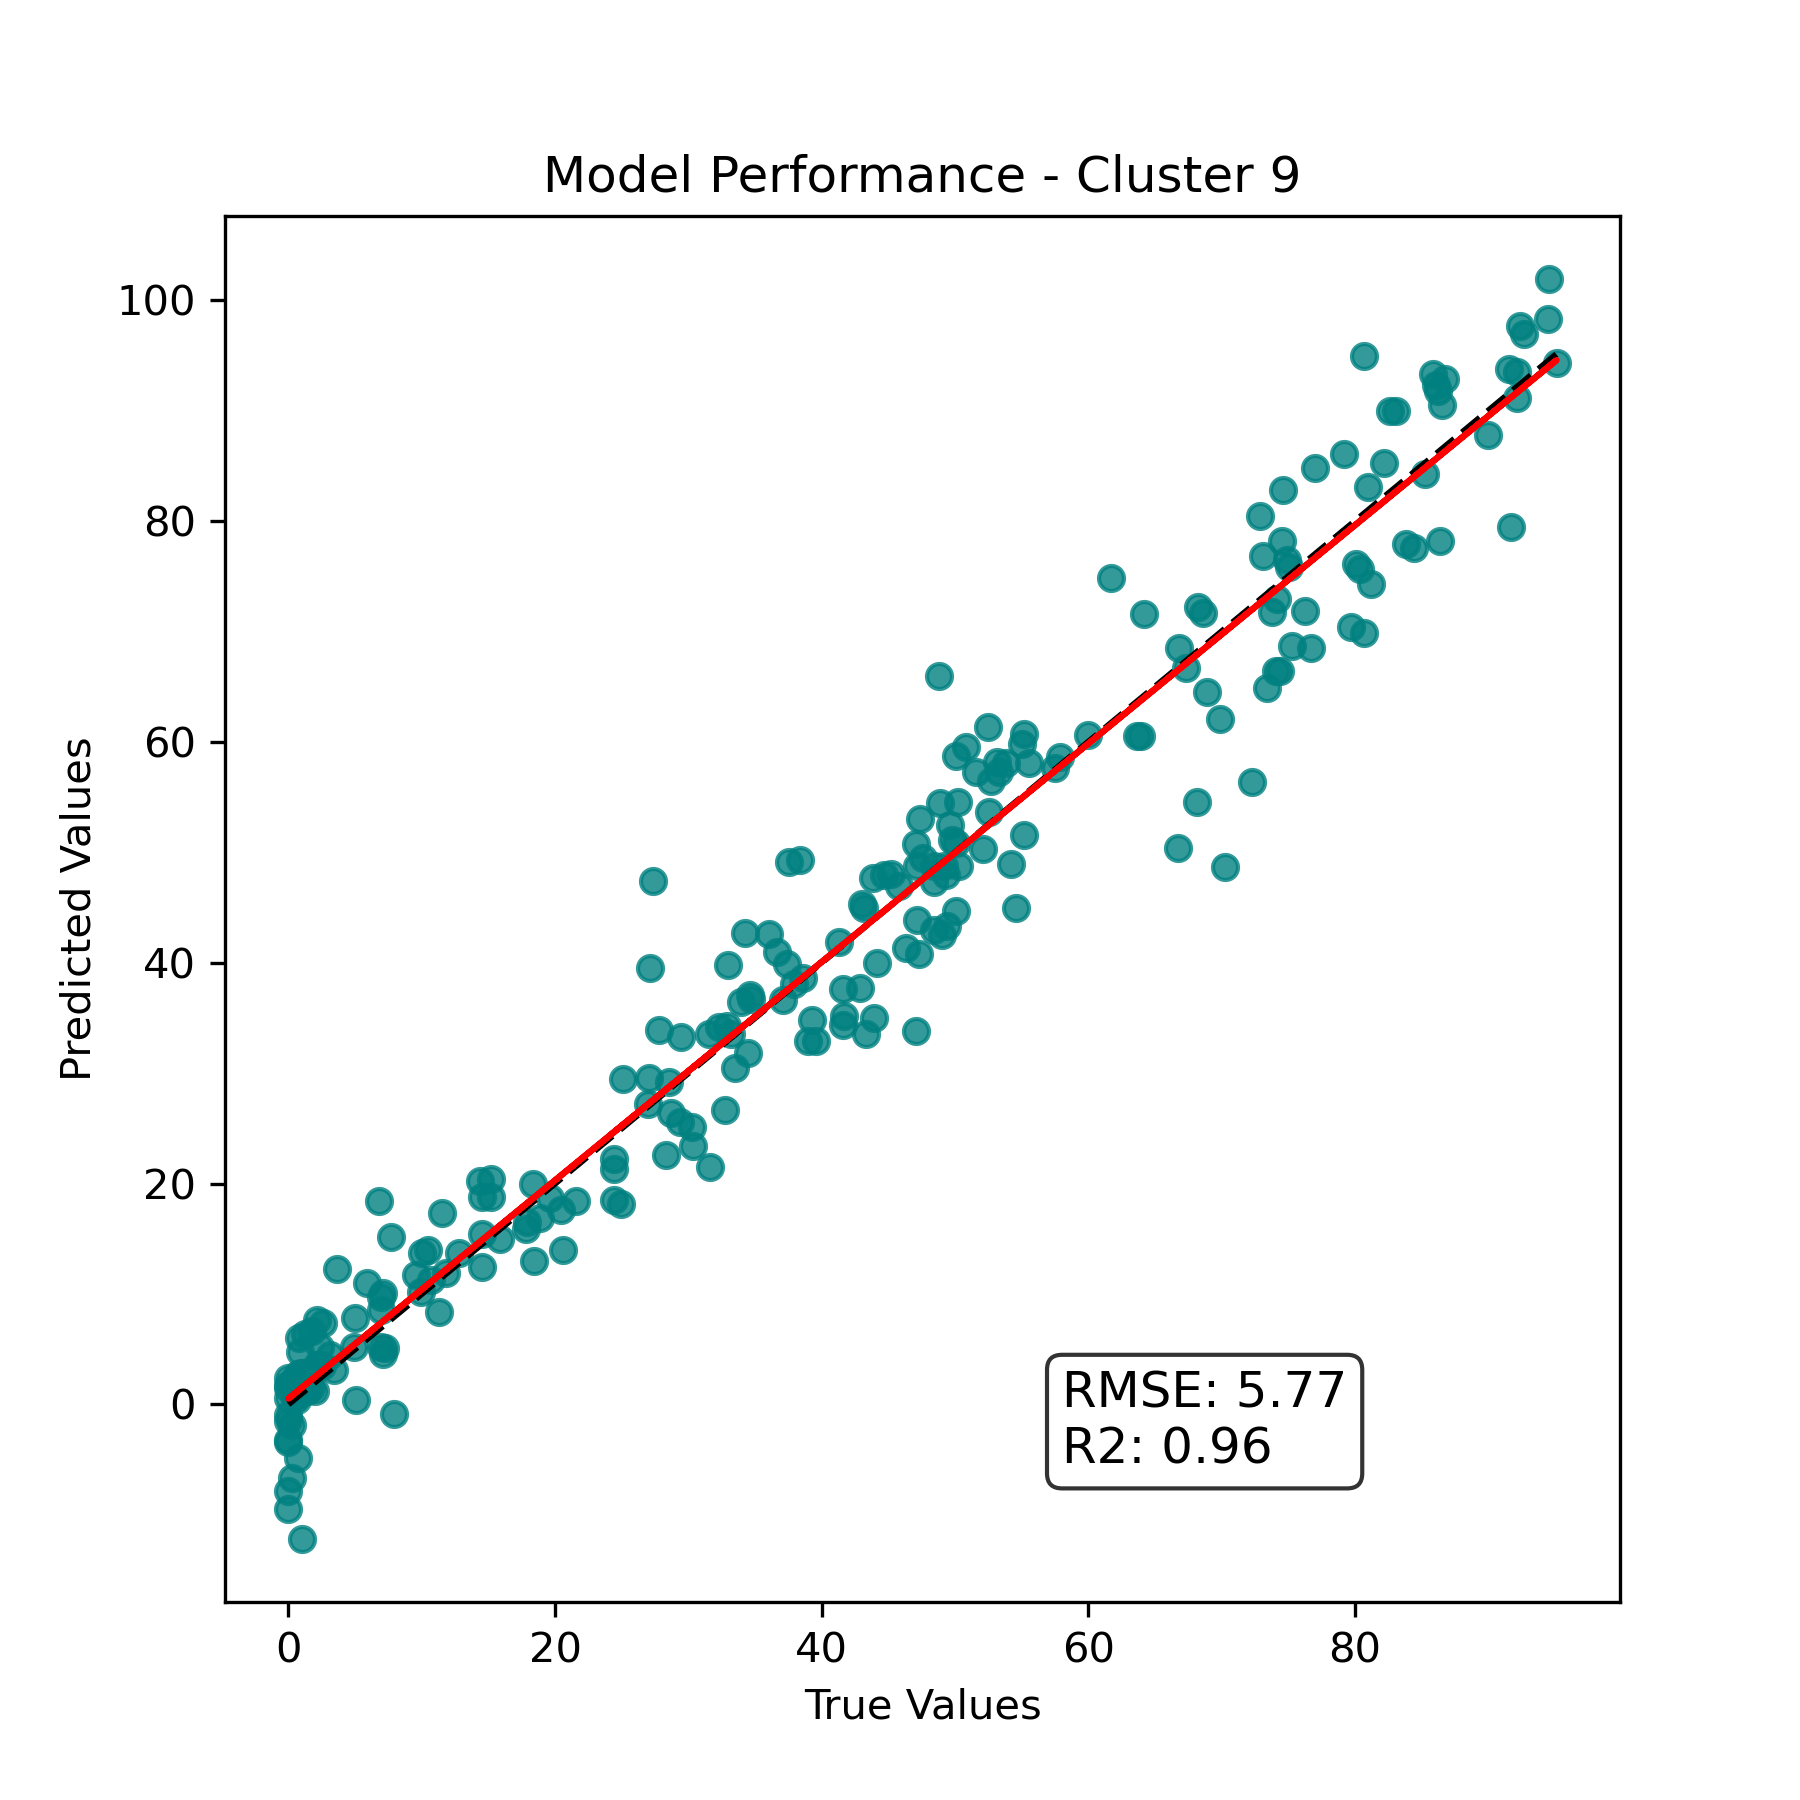 Model Performance - Cluster 9
100
80
60
40
20
0
Predicted Values
RMSE: 5.77
R2: 0.96
0 20 40 60 80
True Values